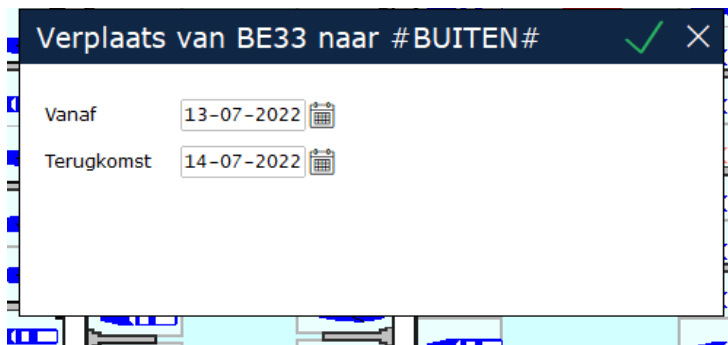 Verplaats van BE33 naar #BUITEN#
Vanaf 13-07-2022
Terugkomst 14-07-2022